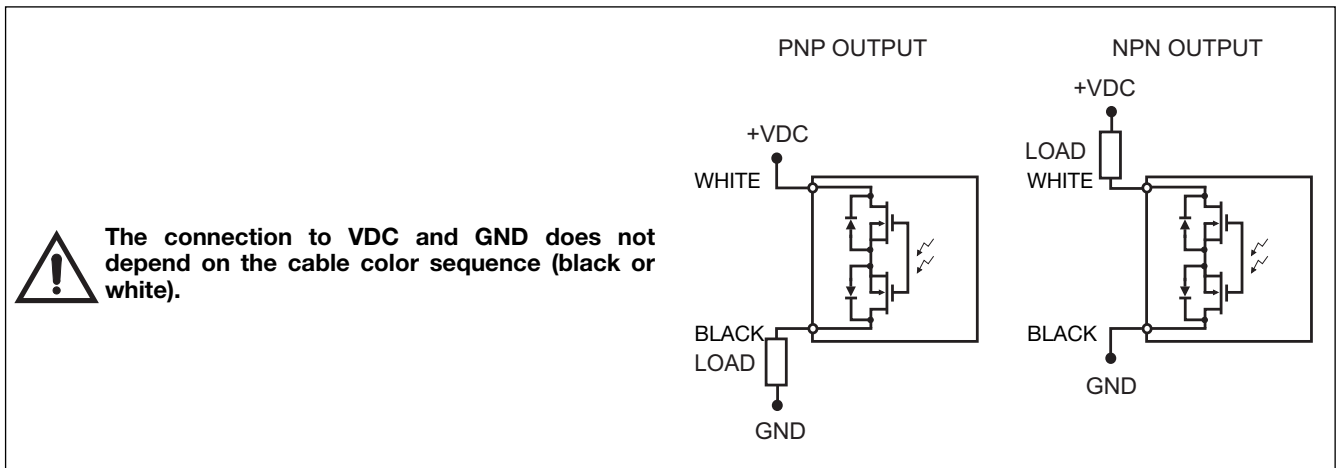 The connection to VDC and GND does not
depend on the cable color sequence (black or
white).
PNP OUTPUT
+VDC
WHITE
BLACK
LOAD
GND
NPN OUTPUT
+VDC
LOAD
WHITE
BLACK
GND